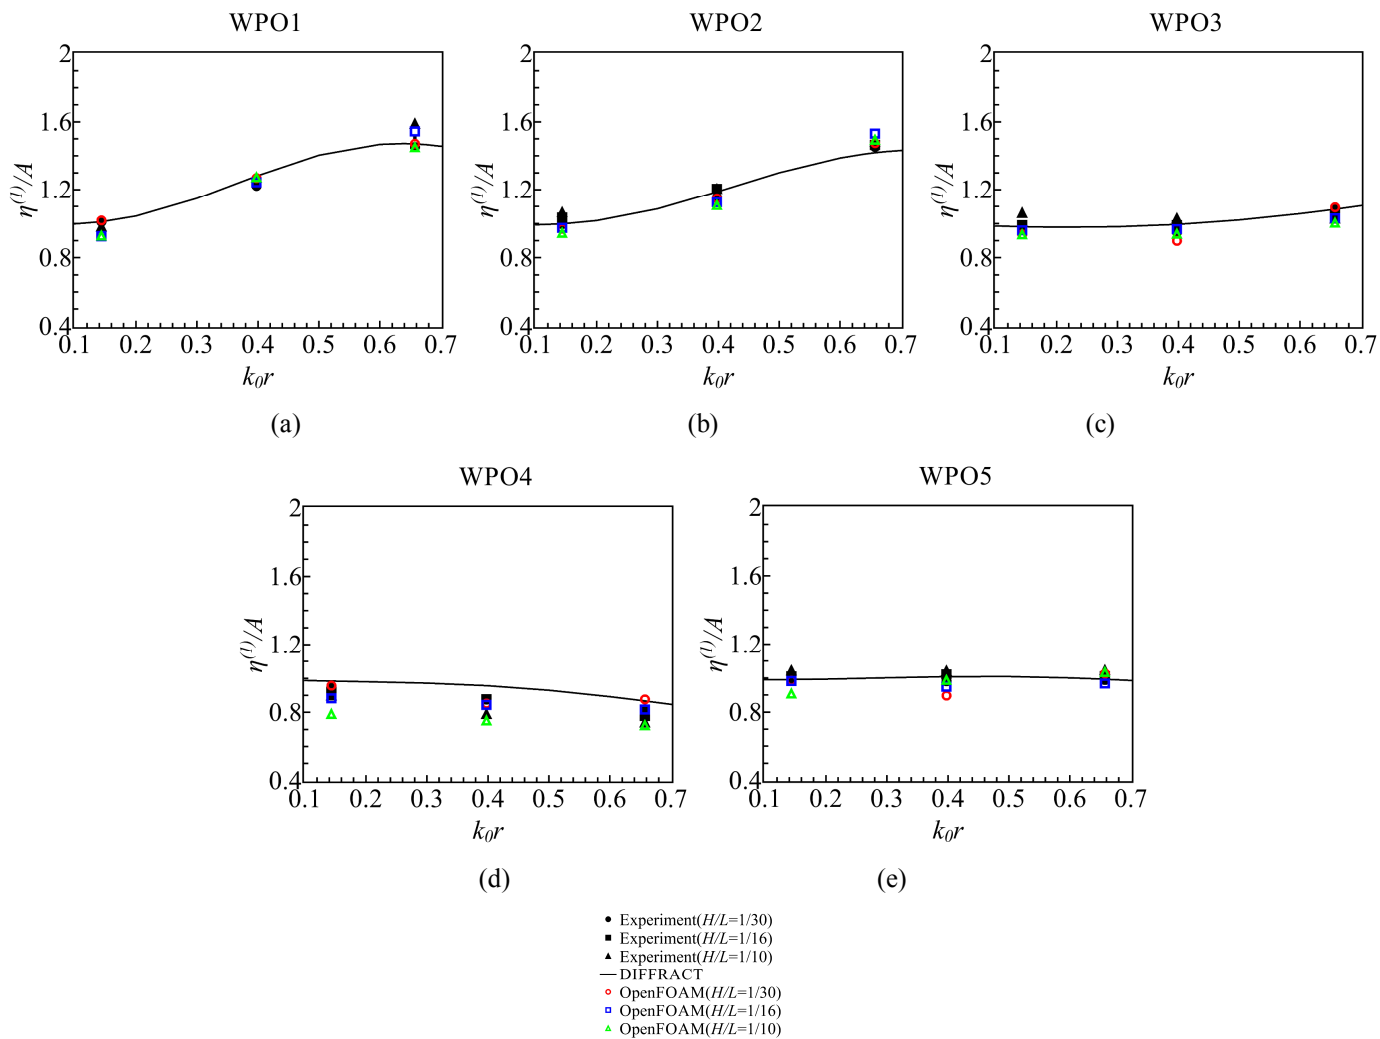 WPO1
WPO2
WPO3
2
1.6
1.2
0.8
0.4
η(1)/A
0.1 0.2 0.3 0.4 0.5 0.6 0.7
k0r
(a)
2
1.6
1.2
0.8
0.4
η(1)/A
0.1 0.2 0.3 0.4 0.5 0.6 0.7
k0r
(b)
2
1.6
1.2
0.8
0.4
η(1)/A
0.1 0.2 0.3 0.4 0.5 0.6 0.7
k0r
(c)
WPO4
WPO5
2
1.6
1.2
0.8
0.4
η(1)/A
0.1 0.2 0.3 0.4 0.5 0.6 0.7
k0r
(d)
2
1.6
1.2
0.8
0.4
η(1)/A
0.1 0.2 0.3 0.4 0.5 0.6 0.7
k0r
(e)
Experiment(H/L=1/30)
Experiment(H/L=1/16)
Experiment(H/L=1/10)
DIFFRACT
OpenFOAM(H/L=1/30)
OpenFOAM(H/L=1/16)
OpenFOAM(H/L=1/10)